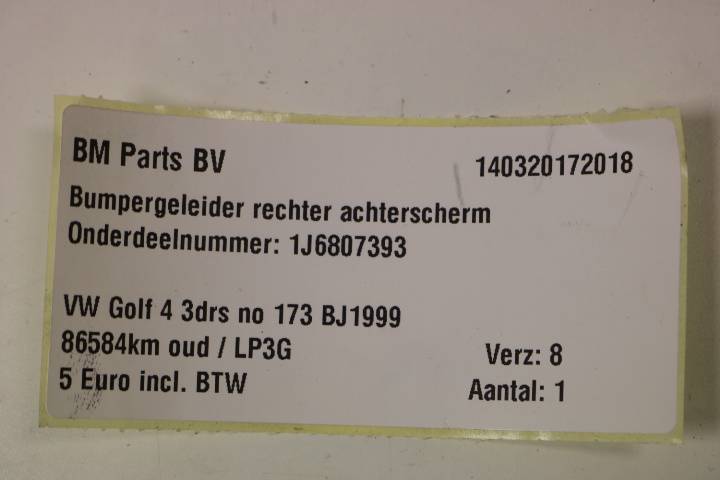 BM Parts BV 140320172018
Bumpergeleider rechter achterscherm
Onderdeelnummer: 1J6807393
VW Golf 4 3drs no 173 BJ1999
86584km oud / LP3G Verz: 8
5 Euro incl. BTW Aantal: 1